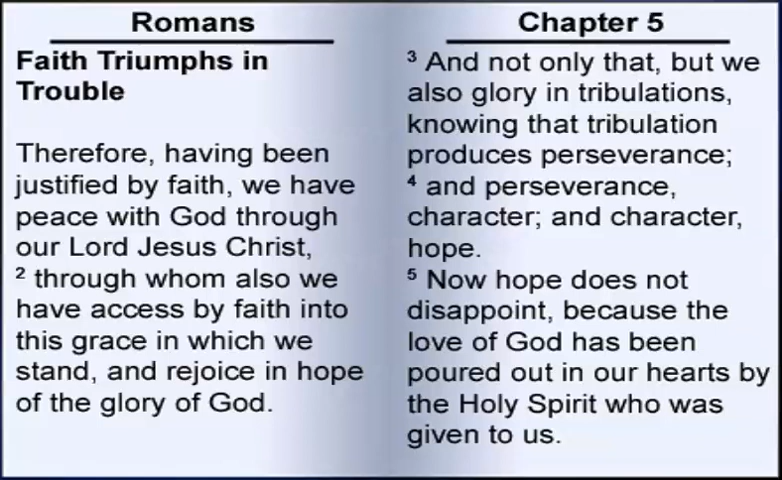 Romans
Faith Triumphs in
Trouble
Therefore, having been
justified by faith, we have
peace with God through
our Lord Jesus Christ,
² through whom also we
have access by faith into
this grace in which we
stand, and rejoice in hope
of the glory of God.
Chapter 5
³ And not only that, but we
also glory in tribulations,
knowing that tribulation
produces perseverance;
⁴ and perseverance,
character; and character,
hope.
⁵ Now hope does not
disappoint, because the
love of God has been
poured out in our hearts by
the Holy Spirit who was
given to us.